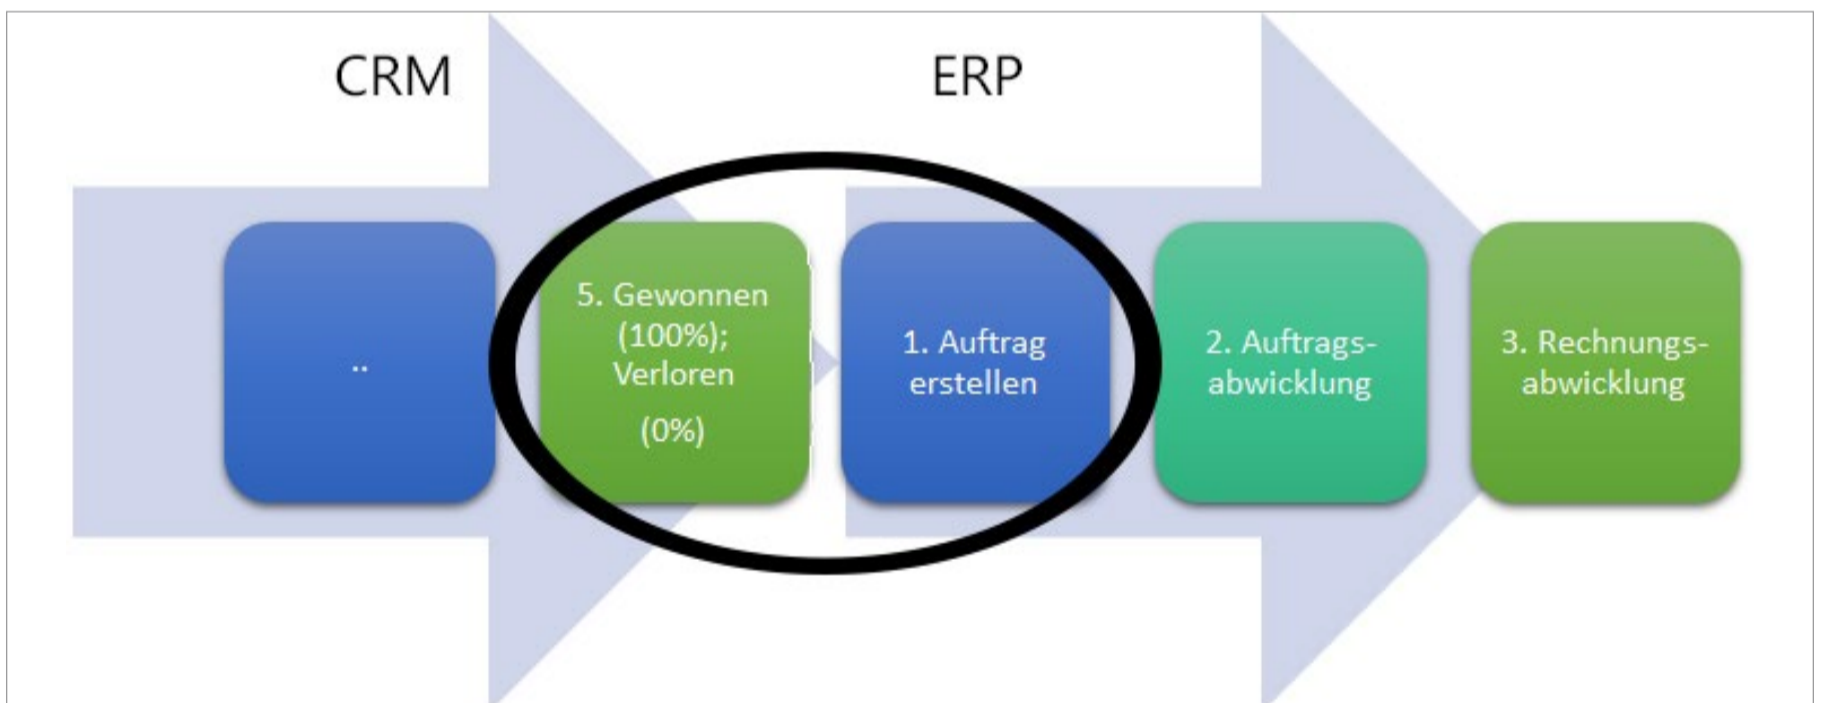 CRM
ERP
..
5. Gewonnen
(100%);
Verloren
(0%)
1. Auftrag
erstellen
2. Auftrags-
abwicklung
3. Rechnungs-
abwicklung